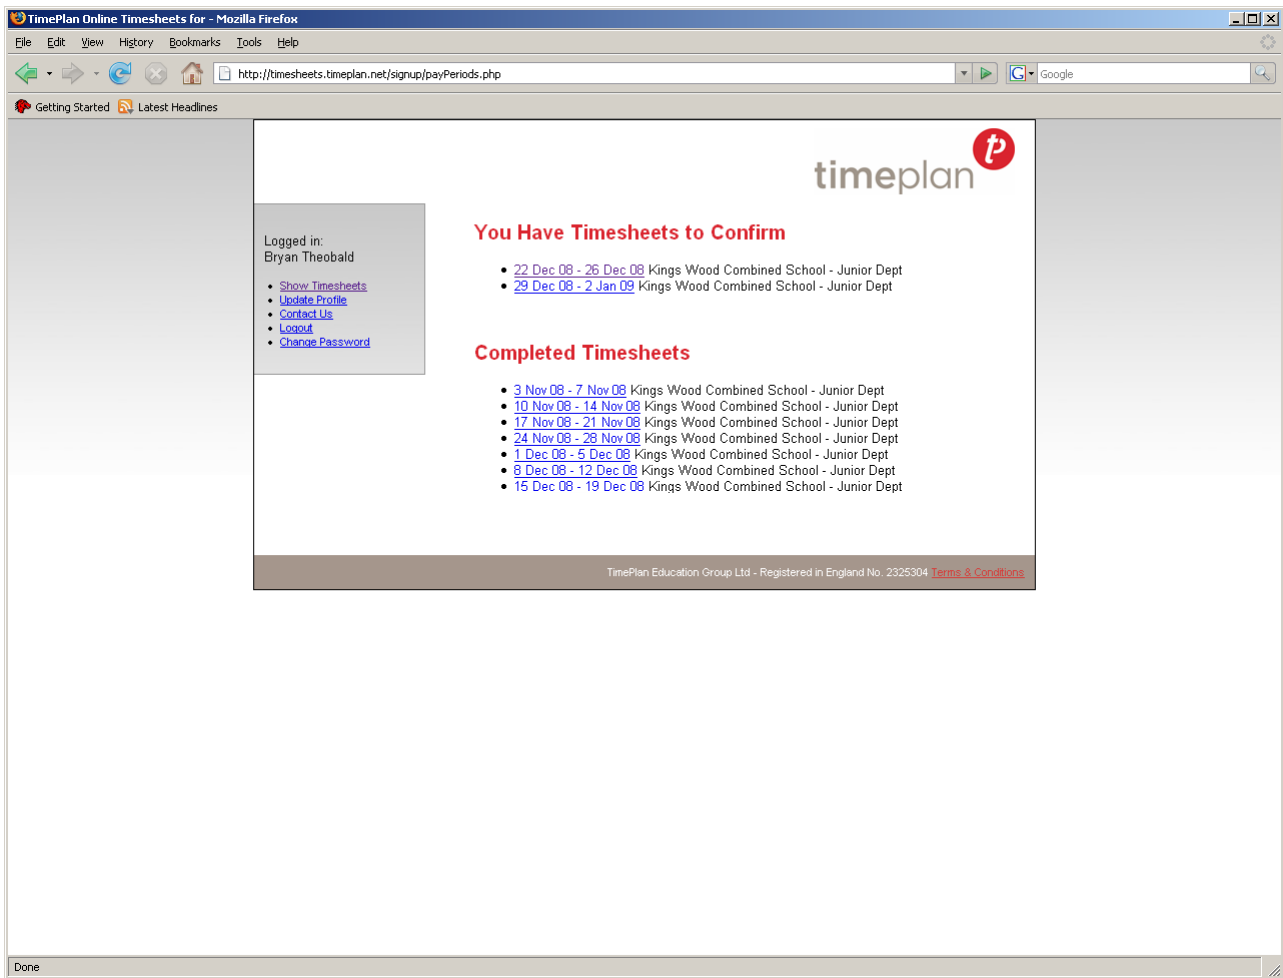 TimePlan Online Timesheets for - Mozilla Firefox
File Edit View History Bookmarks Tools Help
http://timesheets.timeplan.net/signup/payPeriods.php
G Google
Getting Started Latest Headlines
tp
timeplan
Logged in:
Bryan Theobald
Show Timesheets
Update Profile
Contact Us
Logout
Change Password
You Have Timesheets to Confirm
22 Dec 08 - 26 Dec 08 Kings Wood Combined School - Junior Dept
29 Dec 08 - 2 Jan 09 Kings Wood Combined School - Junior Dept
Completed Timesheets
3 Nov 08 - 7 Nov 08 Kings Wood Combined School - Junior Dept
10 Nov 08 - 14 Nov 08 Kings Wood Combined School - Junior Dept
17 Nov 08 - 21 Nov 08 Kings Wood Combined School - Junior Dept
24 Nov 08 - 28 Nov 08 Kings Wood Combined School - Junior Dept
1 Dec 08 - 5 Dec 08 Kings Wood Combined School - Junior Dept
8 Dec 08 - 12 Dec 08 Kings Wood Combined School - Junior Dept
15 Dec 08 - 19 Dec 08 Kings Wood Combined School - Junior Dept
TimePlan Education Group Ltd - Registered in England No. 2325304 Terms & Conditions
Done